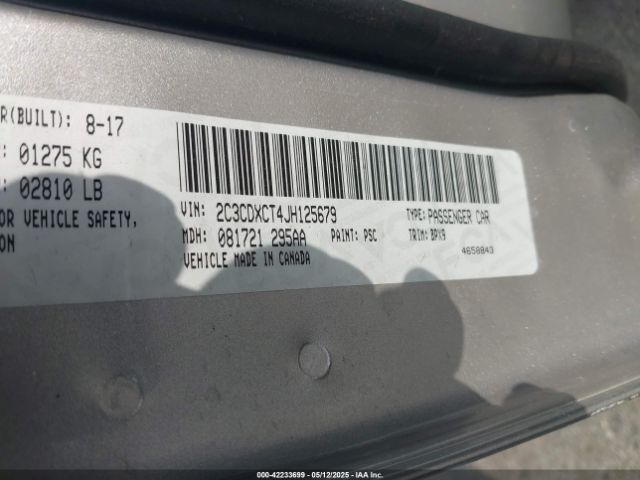 R(BUILT): 8-17
: 01275 KG
: 02810 LB
OR VEHICLE SAFETY,
ON
VIN: 2C3CDXCT4JH125679
TYPE: PASSENGER CAR
MDH: 081721 295AA
PAINT: PSC
TRIM: BPX9
VEHICLE MADE IN CANADA
4658843
000-42233699 - 05/12/2025 - IAA Inc.